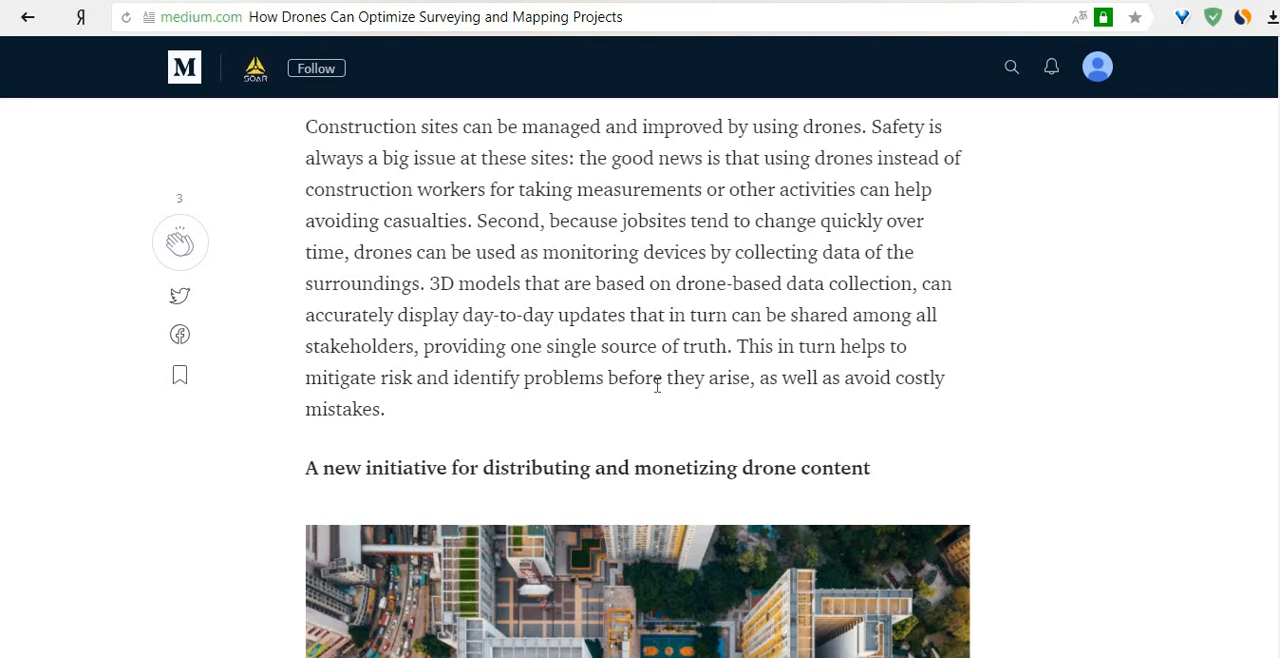 Я
medium.com How Drones Can Optimize Surveying and Mapping Projects
M
SOAR
Follow
Construction sites can be managed and improved by using drones. Safety is
always a big issue at these sites: the good news is that using drones instead of
construction workers for taking measurements or other activities can help
avoiding casualties. Second, because jobsites tend to change quickly over
time, drones can be used as monitoring devices by collecting data of the
surroundings. 3D models that are based on drone-based data collection, can
accurately display day-to-day updates that in turn can be shared among all
stakeholders, providing one single source of truth. This in turn helps to
mitigate risk and identify problems before they arise, as well as avoid costly
mistakes.
3
A new initiative for distributing and monetizing drone content